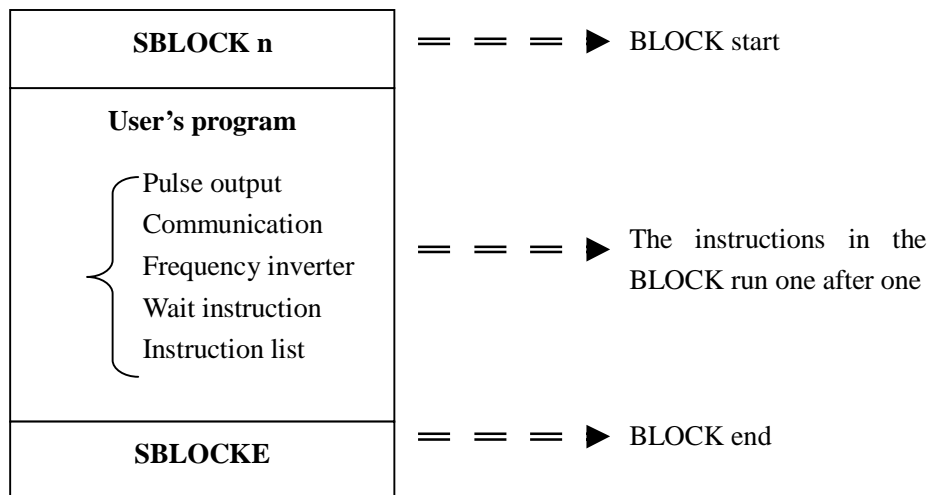 SBLOCK n
BLOCK start
User’s program
Pulse output
Communication
Frequency inverter
Wait instruction
Instruction list
The instructions in the
BLOCK run one after one
SBLOCKE
BLOCK end